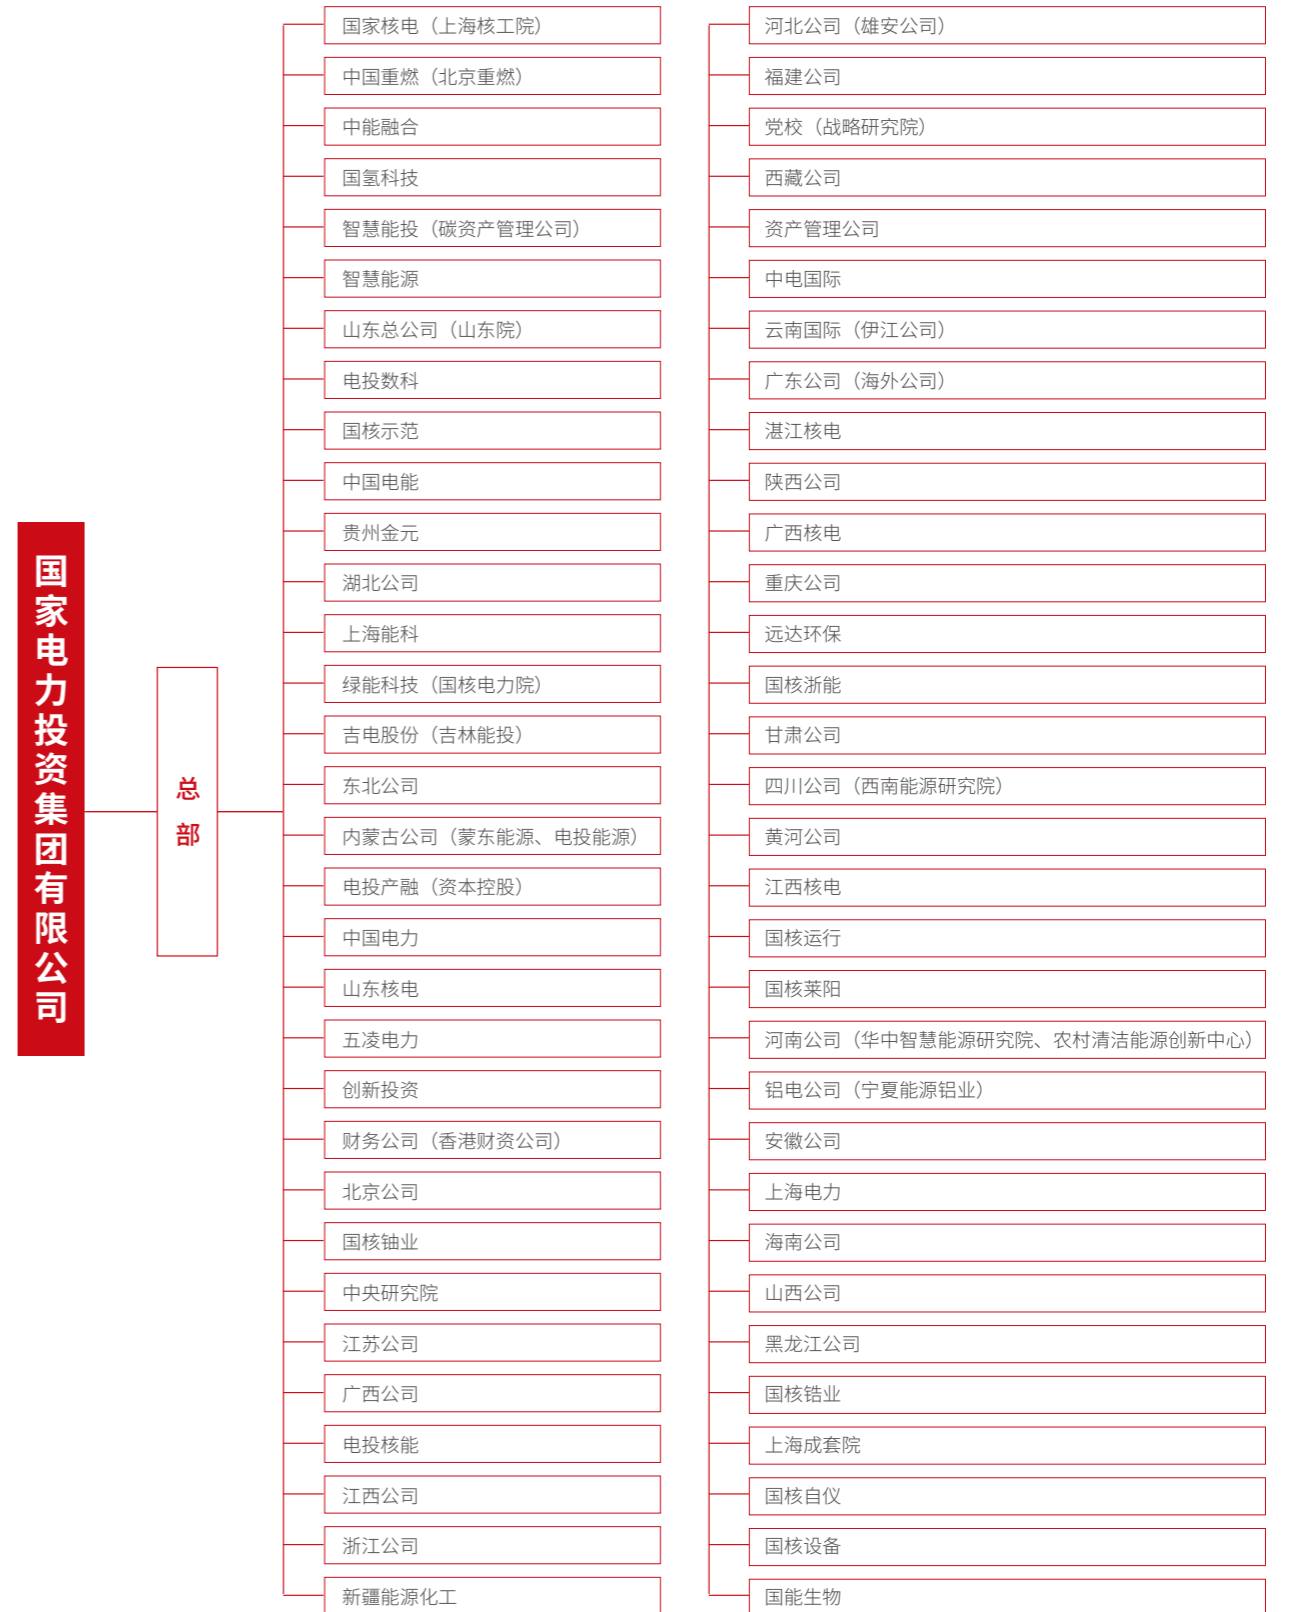 国家电力投资集团有限公司
总部
国家核电（上海核工院）
中国重燃（北京重燃）
中能融合
国氢科技
智慧能投（碳资产管理公司）
智慧能源
山东总公司（山东院）
电投数科
国核示范
中国电能
贵州金元
湖北公司
上海能科
绿能科技（国核电力院）
吉电股份（吉林能投）
东北公司
内蒙古公司（蒙东能源、电投能源）
电投产融（资本控股）
中国电力
山东核电
五凌电力
创新投资
财务公司（香港财资公司）
北京公司
国核铀业
中央研究院
江苏公司
广西公司
电投核能
江西公司
浙江公司
新疆能源化工
河北公司（雄安公司）
福建公司
党校（战略研究院）
西藏公司
资产管理公司
中电国际
云南国际（伊江公司）
广东公司（海外公司）
湛江核电
陕西公司
广西核电
重庆公司
远达环保
国核浙能
甘肃公司
四川公司（西南能源研究院）
黄河公司
江西核电
国核运行
国核莱阳
河南公司（华中智慧能源研究院、农村清洁能源创新中心）
铝电公司（宁夏能源铝业）
安徽公司
上海电力
海南公司
山西公司
黑龙江公司
国核锆业
上海成套院
国核自仪
国核设备
国能生物